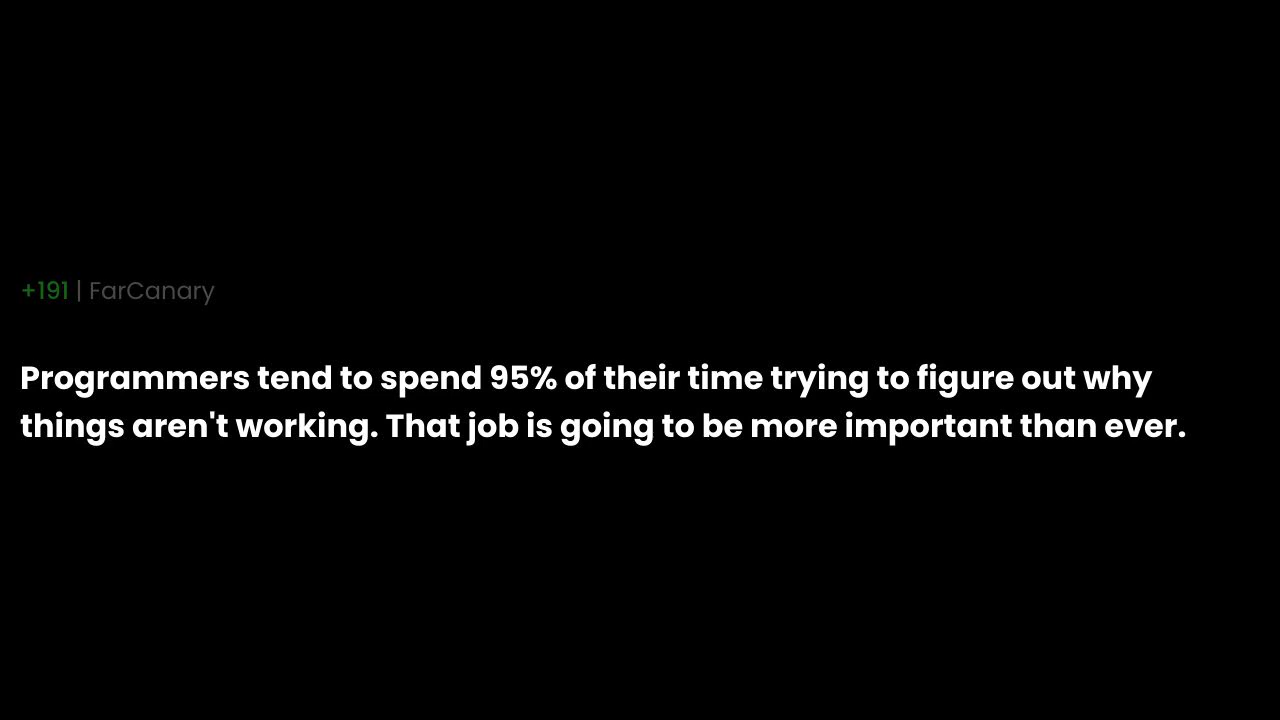 +191 | FarCanary
Programmers tend to spend 95% of their time trying to figure out why
things aren't working. That job is going to be more important than ever.